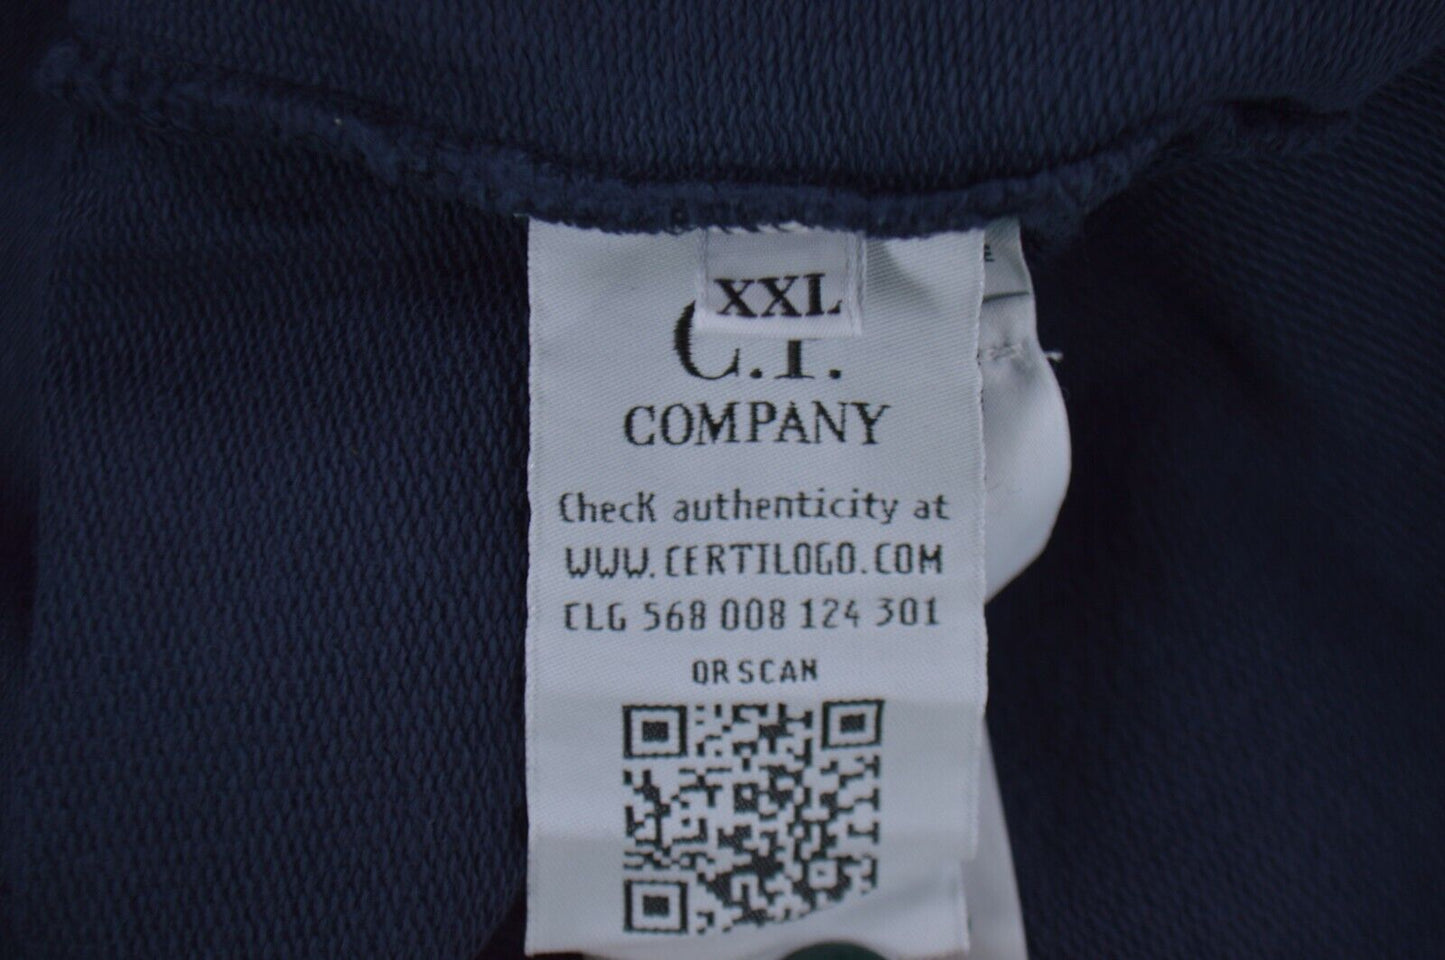 XXL
C.P.
COMPANY
Check authenticity at
WWW.CERTILOGO.COM
CLG 568 008 124 301
OR SCAN